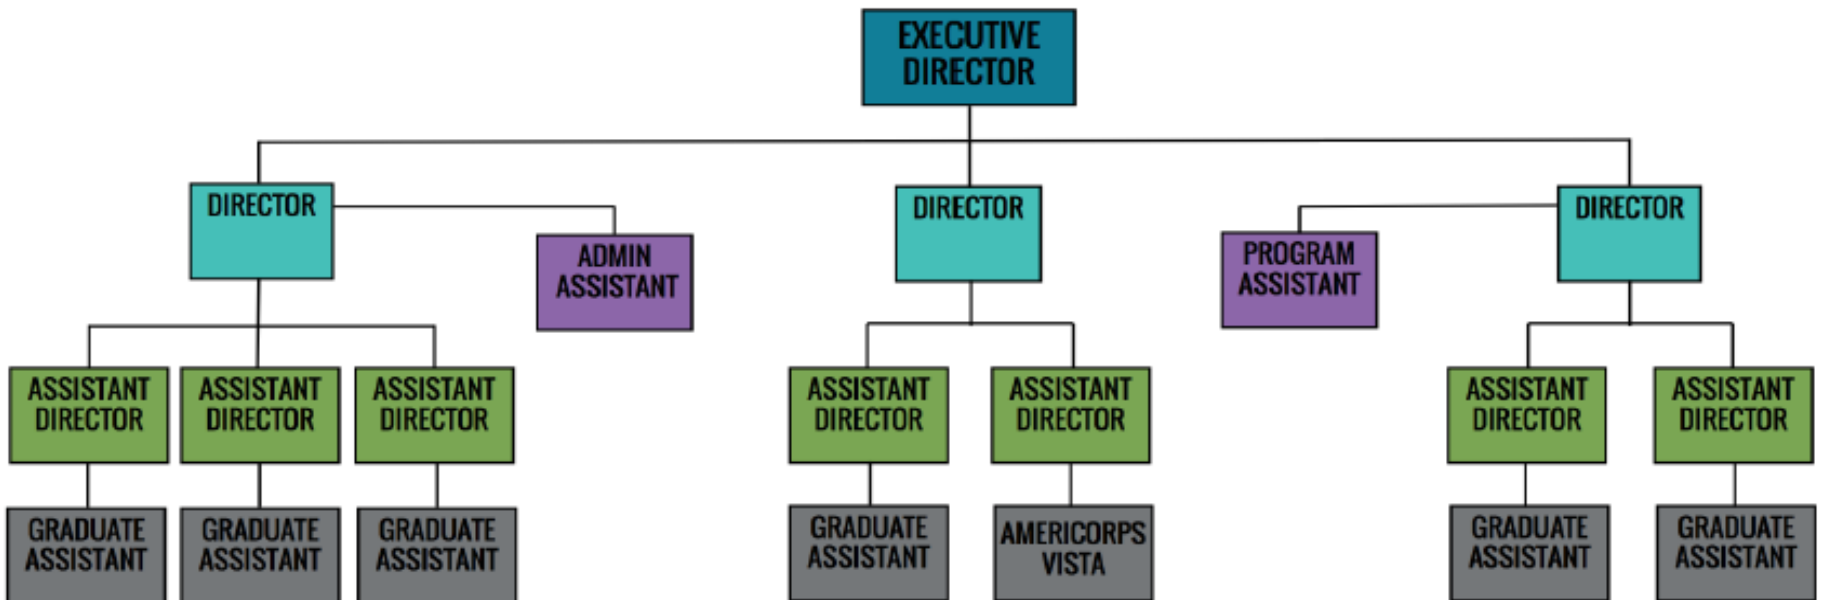 EXECUTIVE
DIRECTOR
DIRECTOR
ADMIN
ASSISTANT
DIRECTOR
PROGRAM
ASSISTANT
DIRECTOR
ASSISTANT
DIRECTOR
ASSISTANT
DIRECTOR
ASSISTANT
DIRECTOR
ASSISTANT
DIRECTOR
ASSISTANT
DIRECTOR
ASSISTANT
DIRECTOR
ASSISTANT
DIRECTOR
GRADUATE
ASSISTANT
GRADUATE
ASSISTANT
GRADUATE
ASSISTANT
GRADUATE
ASSISTANT
AMERICORPS
VISTA
GRADUATE
ASSISTANT
GRADUATE
ASSISTANT